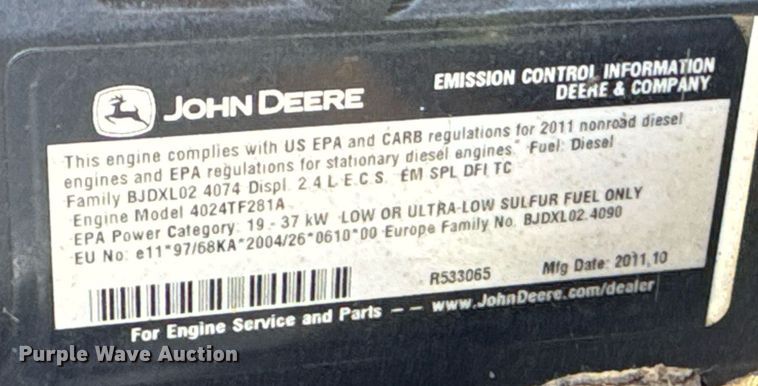 EMISSION CONTROL INFORMATION
JOHN DEERE
DEERE & COMPANY
This engine complies with US EPA and CARB regulations for 2011 nonroad diesel
engines and EPA regulations for stationary diesel engines. Fuel: Diesel
Family BJDXL02.4074 Displ. 2.4 L E.C.S. EM SPL DFI TC
Engine Model 4024TF281A
EPA Power Category: 19 - 37 kW LOW OR ULTRA-LOW SULFUR FUEL ONLY
EU No: e11*97/68KA*2004/26*0610*00 Europe Family No. BJDXL02.4090
R533065 Mfg Date: 2011,10
For Engine Service and Parts - - www.JohnDeere.com/dealer
Purple Wave Auction